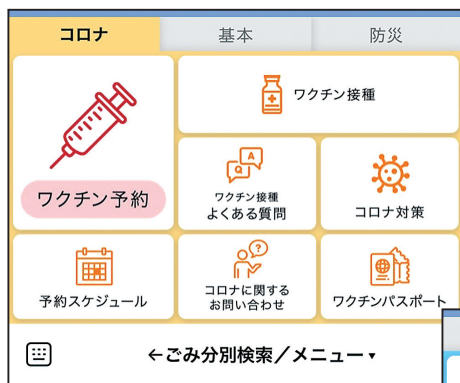 コロナ
基本
防災
ワクチン予約
ワクチン接種
Q
A
ワクチン接種
よくある質問
コロナ対策
予約スケジュール
?
コロナに関する
お問い合わせ
ワクチンパスポート
←ごみ分別検索／メニュー▾